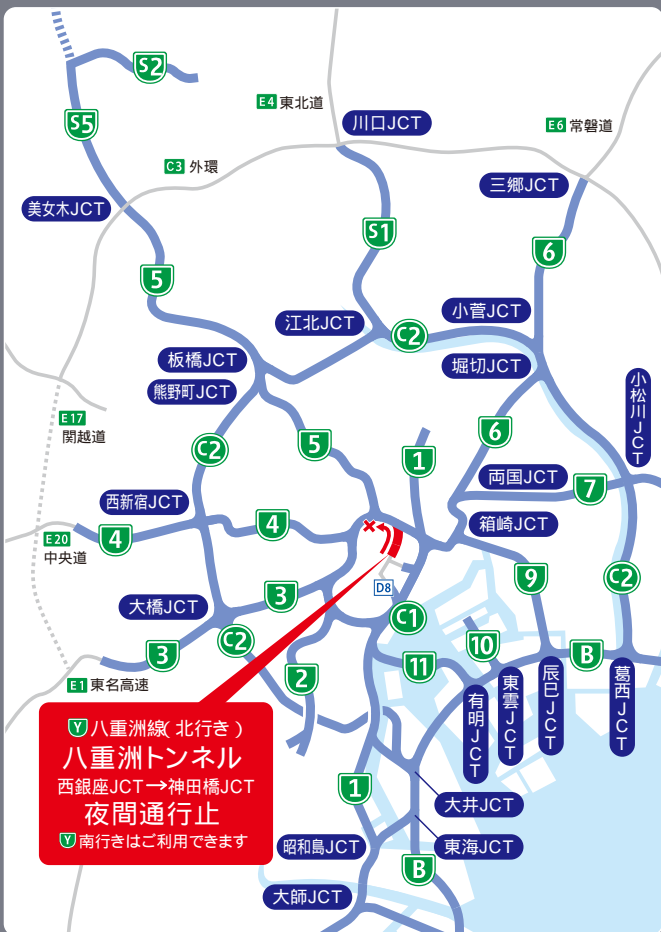 S2
E4 東北道
川口JCT
S5
E6 常磐道
C3 外環
三郷JCT
美女木JCT
S1
6
5
小菅JCT
江北JCT
C2
板橋JCT
堀切JCT
熊野町JCT
小松川JCT
E17
関越道
6
5
C2
1
両国JCT
7
西新宿JCT
4
4
箱崎JCT
E20
中央道
9
C2
D8
3
大橋JCT
C1
C2
10
3
11
B
2
E1 東名高速
有明JCT
東雲JCT
辰巳JCT
葛西JCT
Y 八重洲線(北行き)
八重洲トンネル
西銀座JCT→神田橋JCT
夜間通行止
Y 南行きはご利用できます
1
大井JCT
昭和島JCT
東海JCT
B
大師JCT